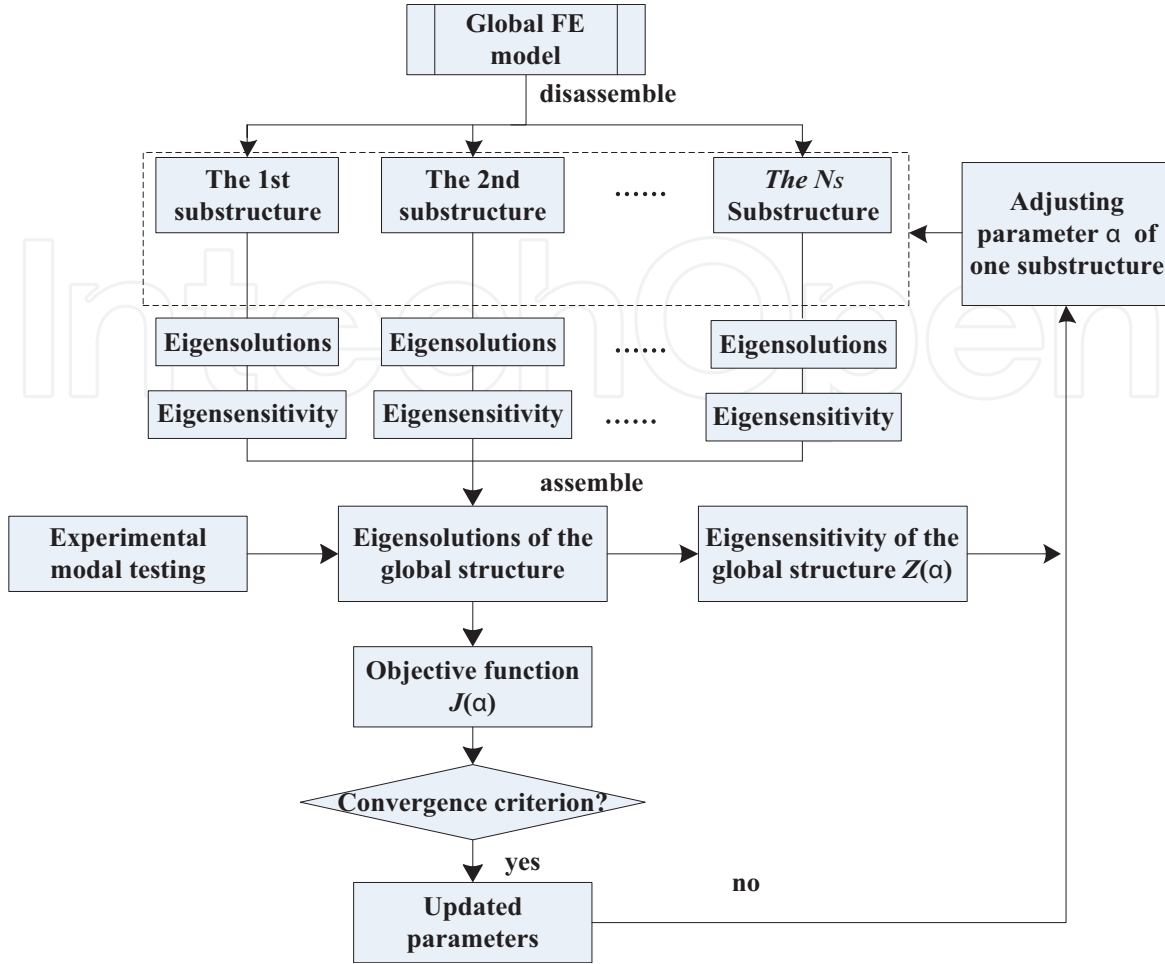 Global FE
model
disassemble
The 1st
substructure
The 2nd
substructure
......
The Ns
Substructure
Adjusting
parameter α of
one substructure
Eigensolutions
Eigensolutions
......
Eigensolutions
Eigensensitivity
Eigensensitivity
......
Eigensensitivity
assemble
Experimental
modal testing
Eigensolutions of the
global structure
Eigensensitivity of the
global structure Z(α)
Objective function
J(α)
Convergence criterion?
yes
no
Updated
parameters
IntechOpen